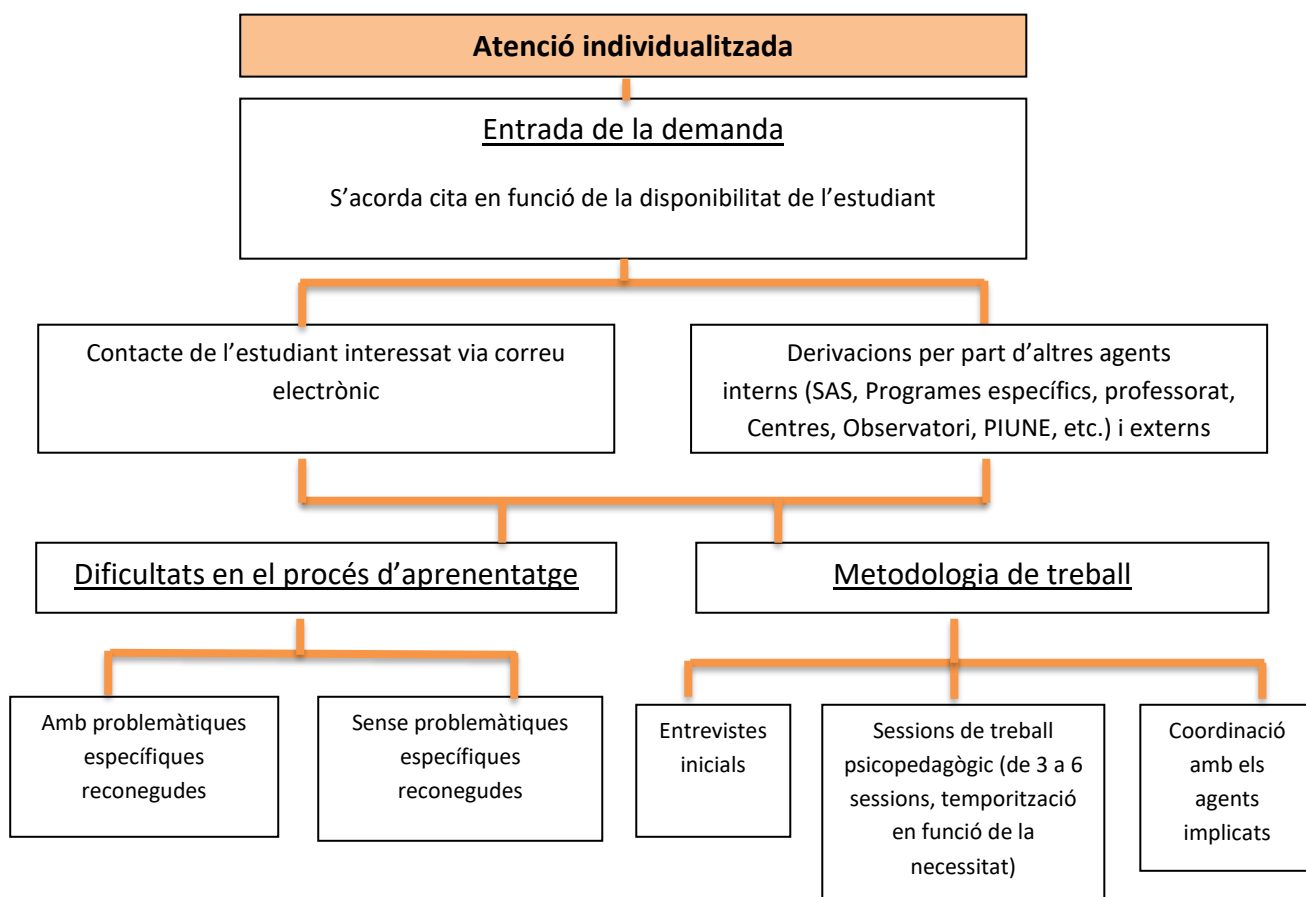 Atenció individualitzada
Entrada de la demanda
S’acorda cita en funció de la disponibilitat de l’estudiant
Contacte de l’estudiant interessat via correu
electrònic
Derivacions per part d’altres agents
interns (SAS, Programes específics, professorat,
Centres, Observatori, PIUNE, etc.) i externs
Dificultats en el procés d’aprenentatge
Metodologia de treball
Amb problemàtiques
específiques
reconegudes
Sense problemàtiques
específiques
reconegudes
Entrevistes
inicials
Sessions de treball
psicopedagògic (de 3 a 6
sessions, temporització
en funció de la
necessitat)
Coordinació
amb els
agents
implicats